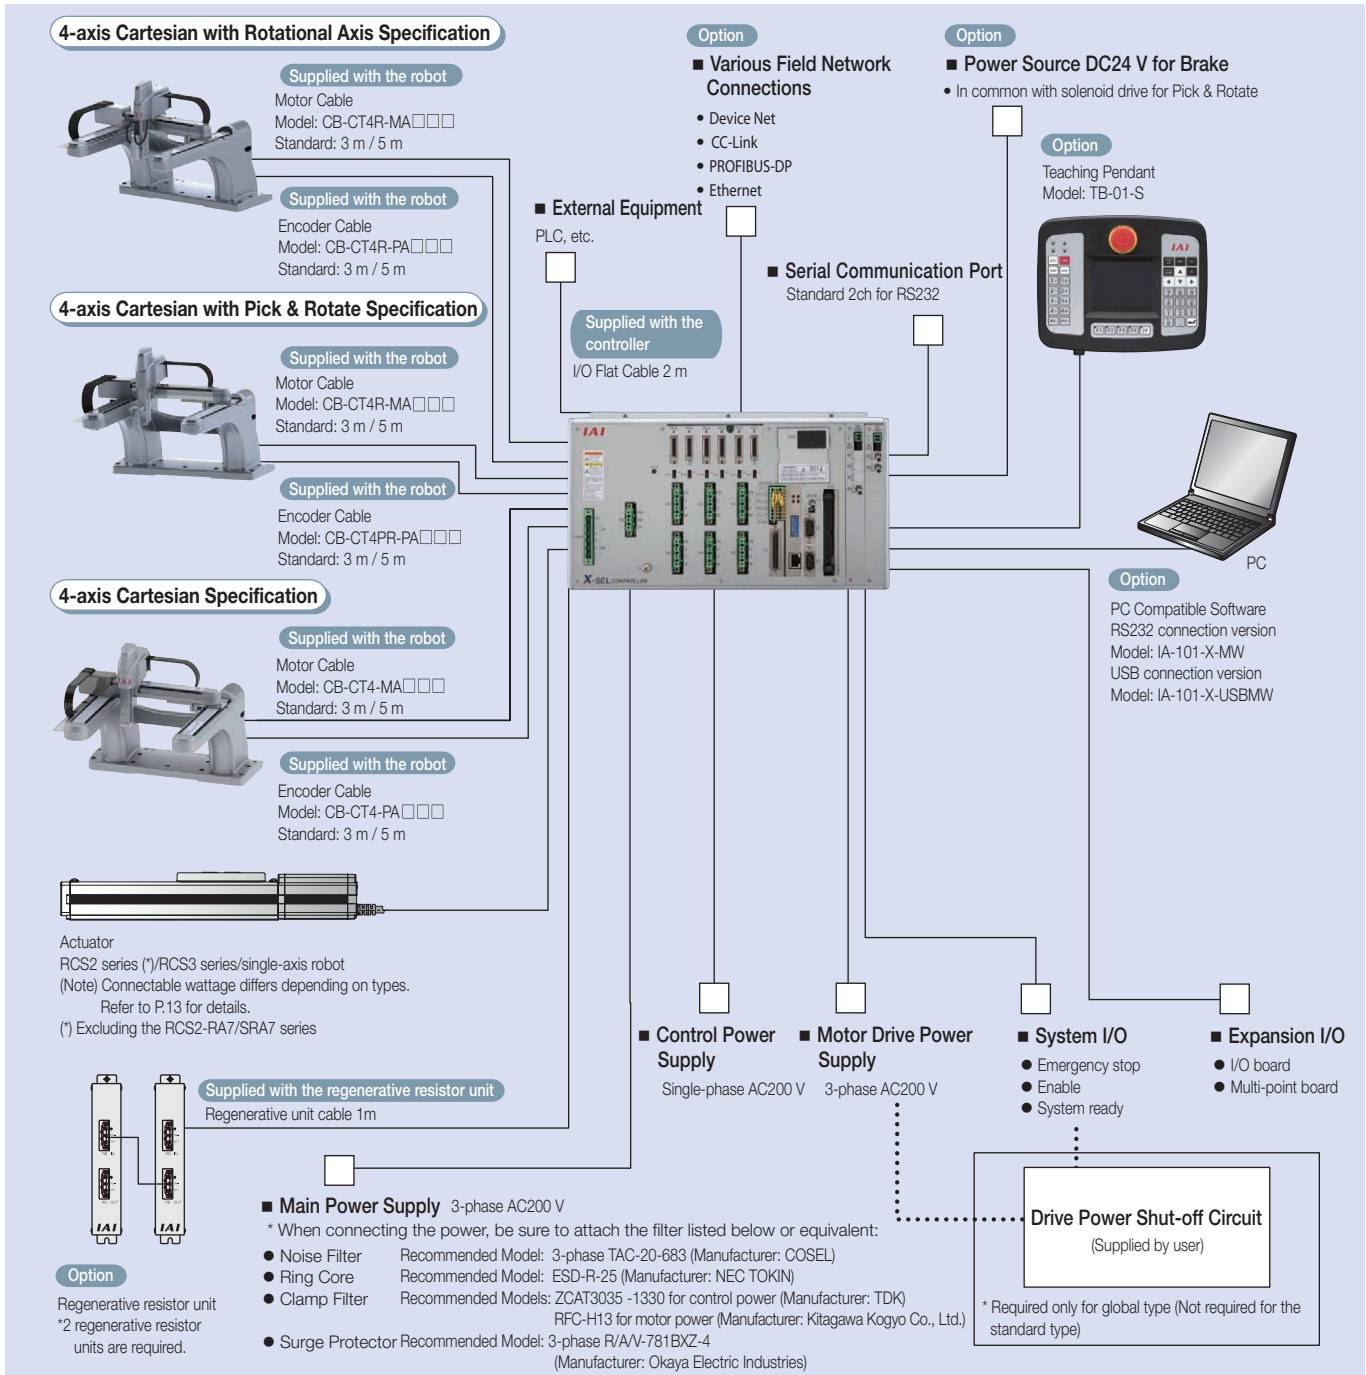 4-axis Cartesian with Rotational Axis Specification
Supplied with the robot
Motor Cable
Model: CB-CT4R-MA□□□
Standard: 3 m / 5 m
Supplied with the robot
Encoder Cable
Model: CB-CT4R-PA□□□
Standard: 3 m / 5 m
4-axis Cartesian with Pick & Rotate Specification
Supplied with the robot
Motor Cable
Model: CB-CT4R-MA□□□
Standard: 3 m / 5 m
Supplied with the robot
Encoder Cable
Model: CB-CT4PR-PA□□□
Standard: 3 m / 5 m
4-axis Cartesian Specification
Supplied with the robot
Motor Cable
Model: CB-CT4-MA□□□
Standard: 3 m / 5 m
IAI
Supplied with the robot
Encoder Cable
Model: CB-CT4-PA□□□
Standard: 3 m / 5 m
Option
■ Various Field Network
Connections
• Device Net
• CC-Link
• PROFIBUS-DP
• Ethernet
■ External Equipment
PLC, etc.
Supplied with the
controller
I/O Flat Cable 2 m
■ Serial Communication Port
Standard 2ch for RS232
Option
■ Power Source DC24 V for Brake
• In common with solenoid drive for Pick & Rotate
Option
Teaching Pendant
Model: TB-01-S
IAI
IAI
X-SEL CONTROLLER
PC
Option
PC Compatible Software
RS232 connection version
Model: IA-101-X-MW
USB connection version
Model: IA-101-X-USBMW
Actuator
RCS2 series (*)/RCS3 series/single-axis robot
(Note) Connectable wattage differs depending on types.
Refer to P.13 for details.
(*) Excluding the RCS2-RA7/SRA7 series
■ Control Power
Supply
Single-phase AC200 V
■ Motor Drive Power
Supply
3-phase AC200 V
■ System I/O
● Emergency stop
● Enable
● System ready
■ Expansion I/O
● I/O board
● Multi-point board
Supplied with the regenerative resistor unit
Regenerative unit cable 1m
RB IN
RB IN
RB OUT
RB OUT
IAI
IAI
Option
Regenerative resistor unit
*2 regenerative resistor
units are required.
■ Main Power Supply 3-phase AC200 V
* When connecting the power, be sure to attach the filter listed below or equivalent:
● Noise Filter Recommended Model: 3-phase TAC-20-683 (Manufacturer: COSEL)
● Ring Core Recommended Model: ESD-R-25 (Manufacturer: NEC TOKIN)
● Clamp Filter Recommended Models: ZCAT3035 -1330 for control power (Manufacturer: TDK)
RFC-H13 for motor power (Manufacturer: Kitagawa Kogyo Co., Ltd.)
● Surge Protector Recommended Model: 3-phase R/A/V-781BXZ-4
(Manufacturer: Okaya Electric Industries)
Drive Power Shut-off Circuit
(Supplied by user)
* Required only for global type (Not required for the
standard type)